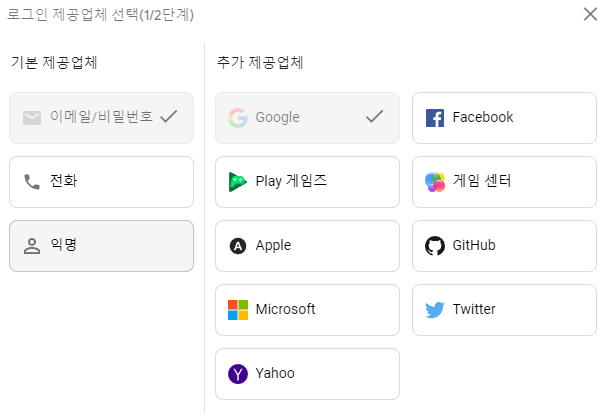 로그인 제공업체 선택(1/2단계)
기본 제공업체
이메일/비밀번호
전화
익명
추가 제공업체
Google
Facebook
Play 게임즈
게임 센터
Apple
GitHub
Microsoft
Twitter
Yahoo